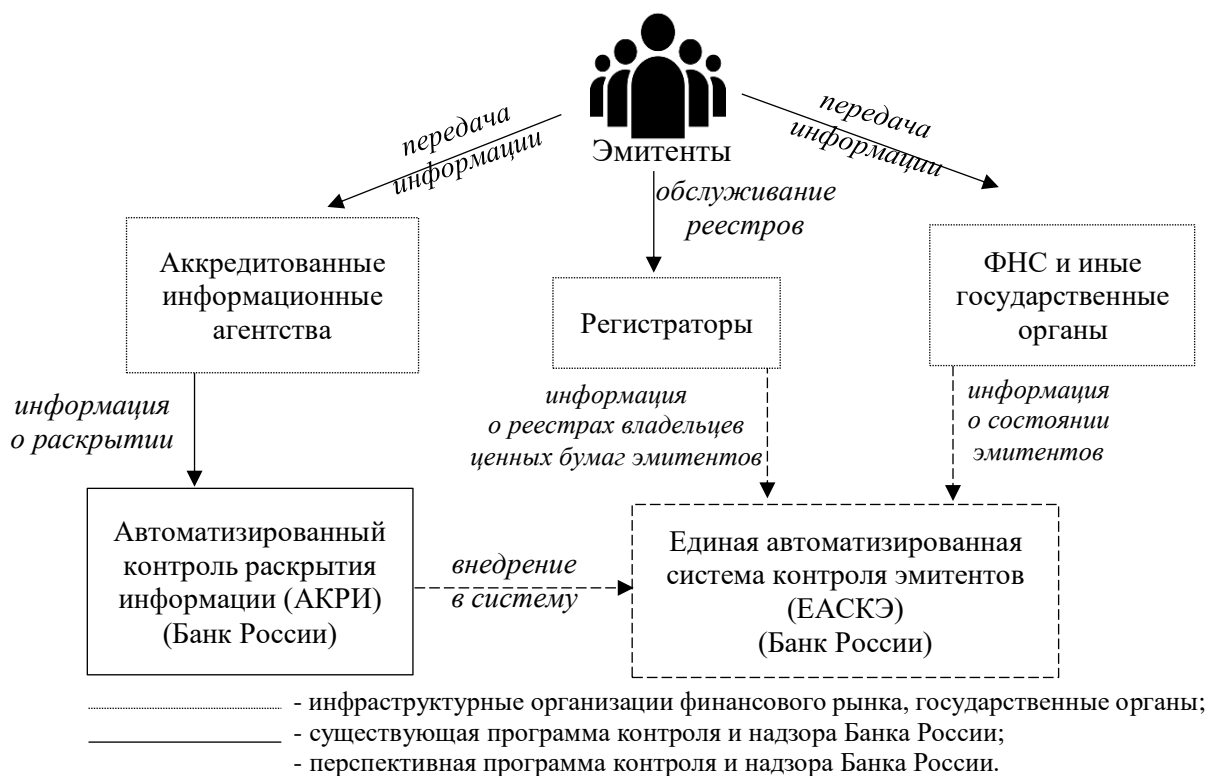 передача
информации
передача
информации
Эмитенты
обслуживание
реестров
Аккредитованные
информационные
агентства
Регистраторы
ФНС и иные
государственные
органы
информация
о раскрытии
информация
о реестрах владельцев
ценных бумаг эмитентов
информация
о состоянии
эмитентов
Автоматизированный
контроль раскрытия
информации (АКРИ)
(Банк России)
внедрение
в систему
Единая автоматизированная
система контроля эмитентов
(ЕАСКЭ)
(Банк России)
- инфраструктурные организации финансового рынка, государственные органы;
- существующая программа контроля и надзора Банка России;
- перспективная программа контроля и надзора Банка России.